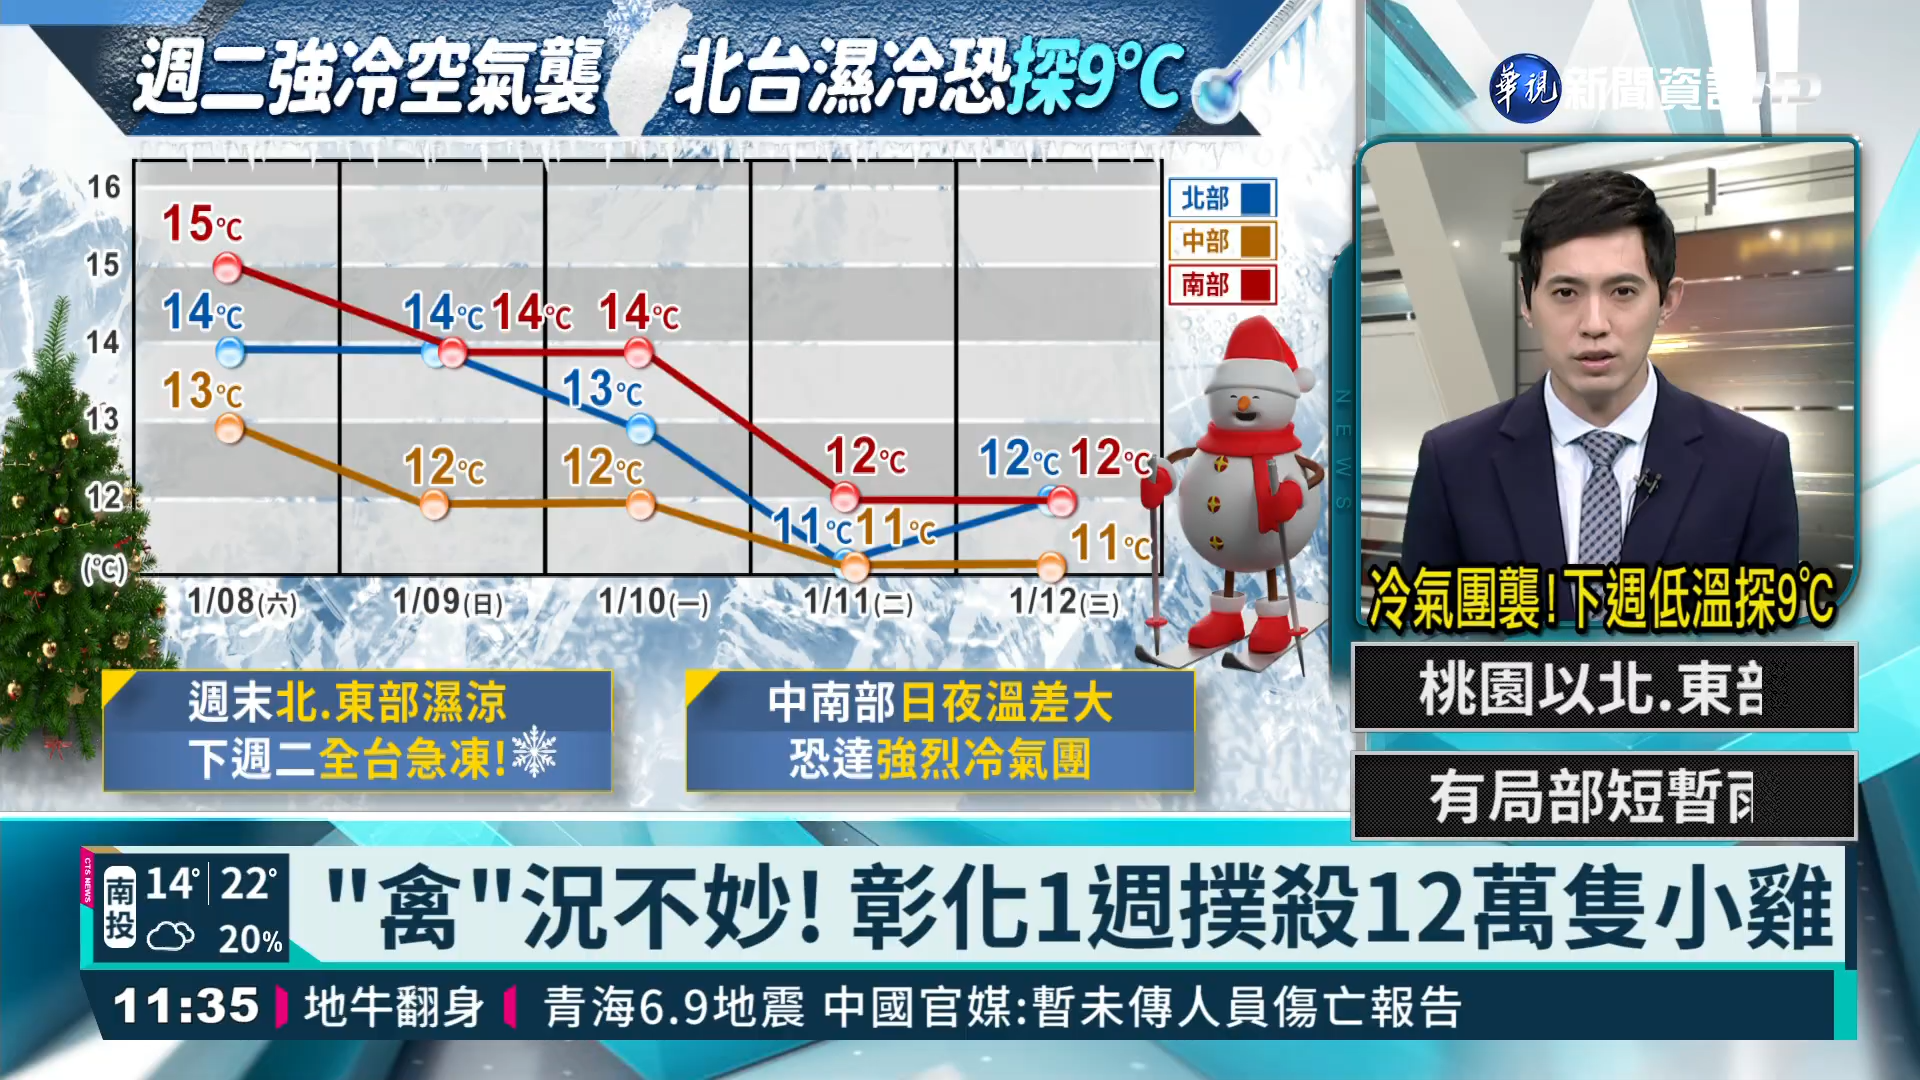 週二強冷空氣襲 北台濕冷恐探9°C
華視新聞資訊HD
16
15
14
13
12
(°C)
15°C
14°C
13°C
14°C 14°C
12°C
14°C
13°C
12°C
12°C
11°C 11°C
12°C 12°C
11°C
北部
中部
南部
1/08(六) 1/09(日) 1/10(一) 1/11(二) 1/12(三)
NEWS
週末北.東部濕涼
下週二全台急凍!
中南部日夜溫差大
恐達強烈冷氣團
冷氣團襲!下週低溫探9°C
桃園以北.東部
有局部短暫雨
CTS NEWS
南投
14° 22°
20%
"禽"況不妙! 彰化1週撲殺12萬隻小雞
11:35 地牛翻身 青海6.9地震 中國官媒:暫未傳人員傷亡報告